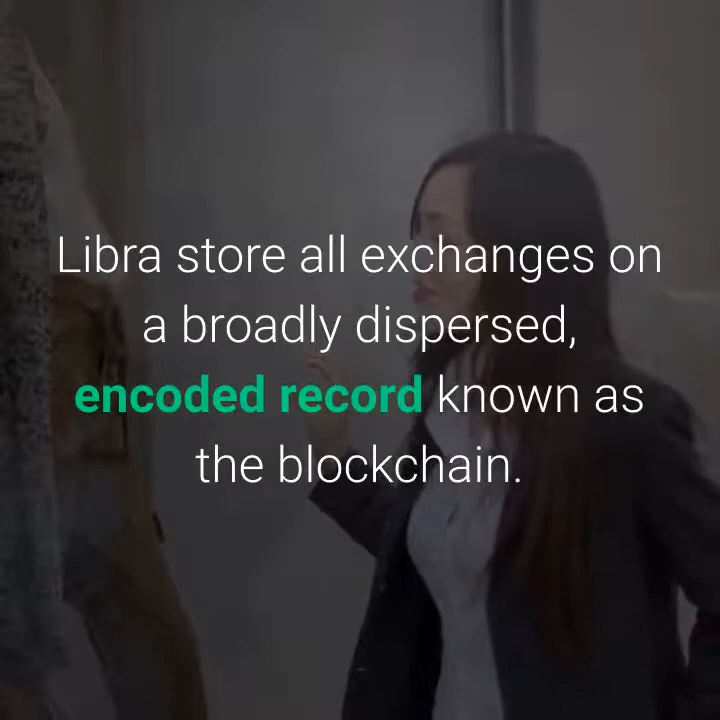 Libra store all exchanges on
a broadly dispersed,
encoded record known as
the blockchain.